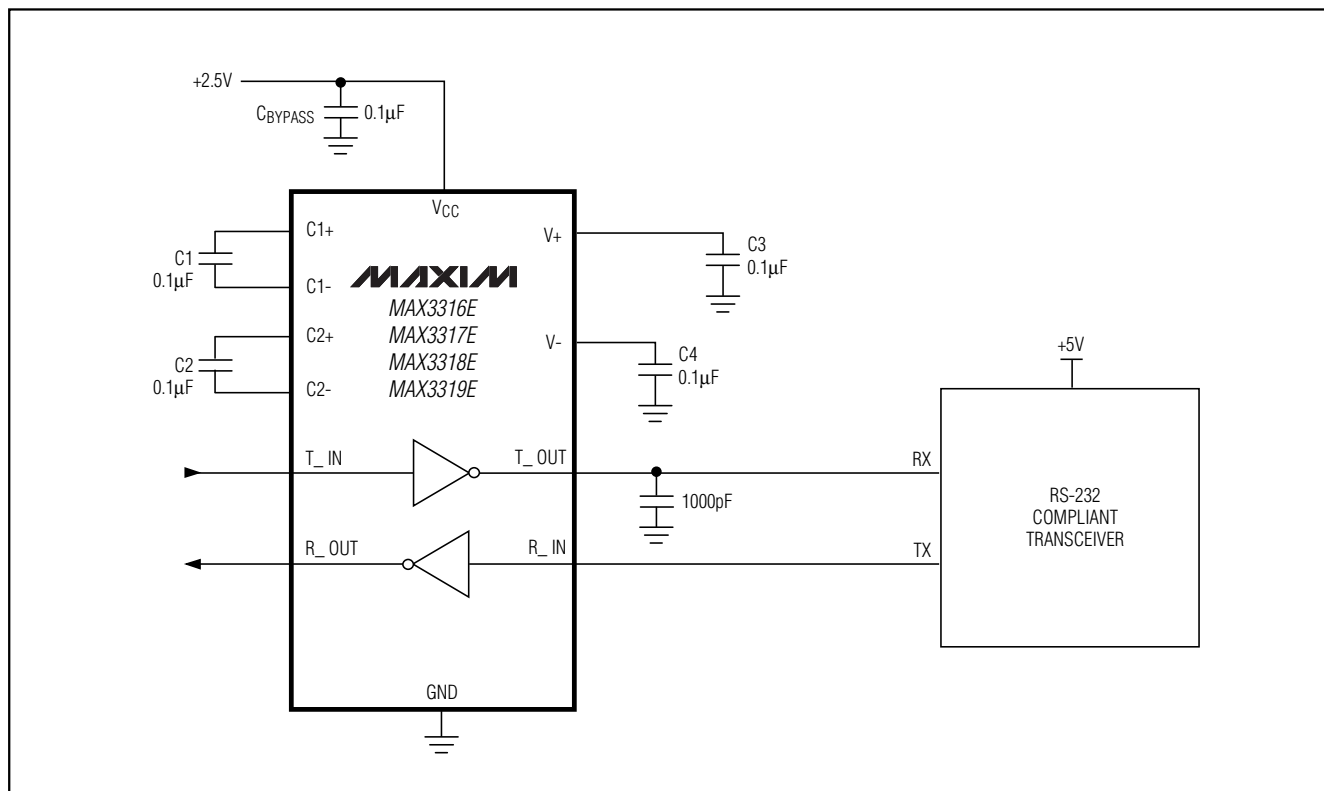 +2.5V
CBYPASS
0.1µF
VCC
C1+
C1
0.1µF
C1-
V+
C3
0.1µF
MAXIM
MAX3316E
MAX3317E
MAX3318E
MAX3319E
C2+
C2
0.1µF
C2-
V-
C4
0.1µF
+5V
T_ IN
T_ OUT
RX
1000pF
RS-232
COMPLIANT
TRANSCEIVER
R_ OUT
R_ IN
TX
GND